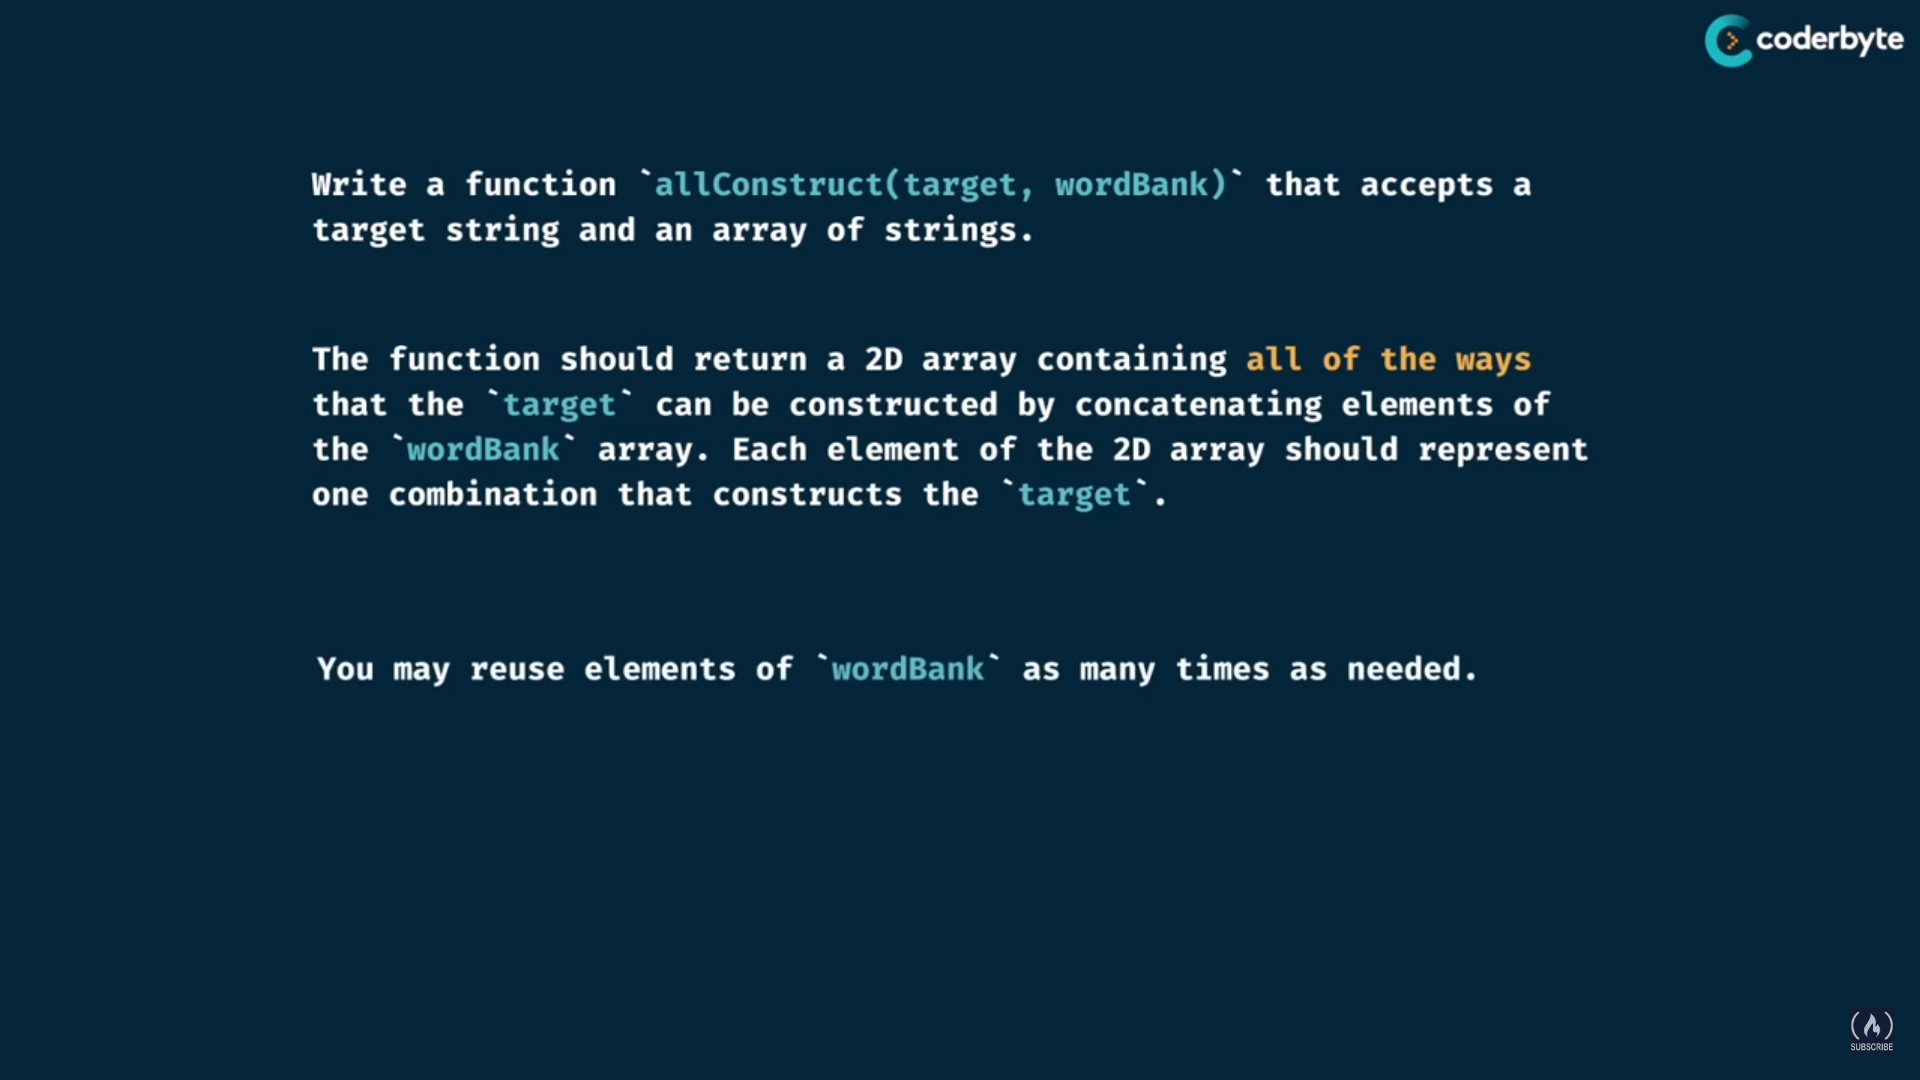 coderbyte
Write a function `allConstruct(target, wordBank)` that accepts a
target string and an array of strings.
The function should return a 2D array containing all of the ways
that the `target` can be constructed by concatenating elements of
the `wordBank` array. Each element of the 2D array should represent
one combination that constructs the `target`.
You may reuse elements of `wordBank` as many times as needed.
SUBSCRIBE